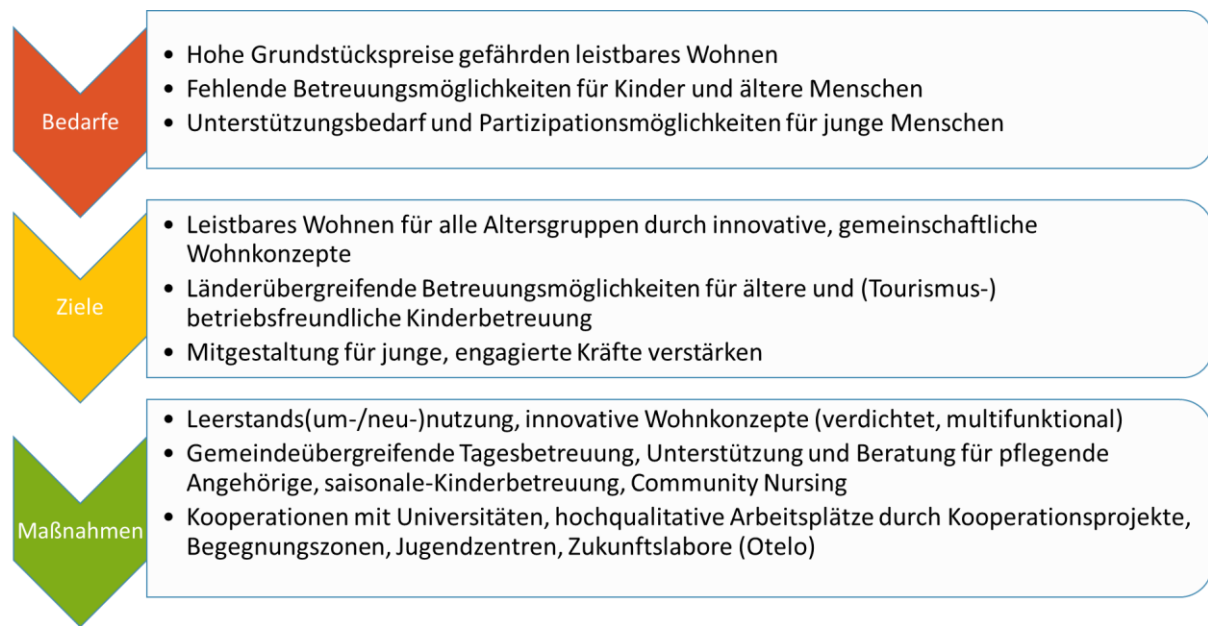 Bedarfe
• Hohe Grundstückspreise gefährden leistbares Wohnen
• Fehlende Betreuungsmöglichkeiten für Kinder und ältere Menschen
• Unterstützungsbedarf und Partizipationsmöglichkeiten für junge Menschen
Ziele
• Leistbares Wohnen für alle Altersgruppen durch innovative, gemeinschaftliche
Wohnkonzepte
• Länderübergreifende Betreuungsmöglichkeiten für ältere und (Tourismus-)
betriebsfreundliche Kinderbetreuung
• Mitgestaltung für junge, engagierte Kräfte verstärken
Maßnahmen
• Leerstands(um-/neu-)nutzung, innovative Wohnkonzepte (verdichtet, multifunktional)
• Gemeindeübergreifende Tagesbetreuung, Unterstützung und Beratung für pflegende
Angehörige, saisonale-Kinderbetreuung, Community Nursing
• Kooperationen mit Universitäten, hochqualitative Arbeitsplätze durch Kooperationsprojekte,
Begegnungszonen, Jugendzentren, Zukunftslabore (Otelo)